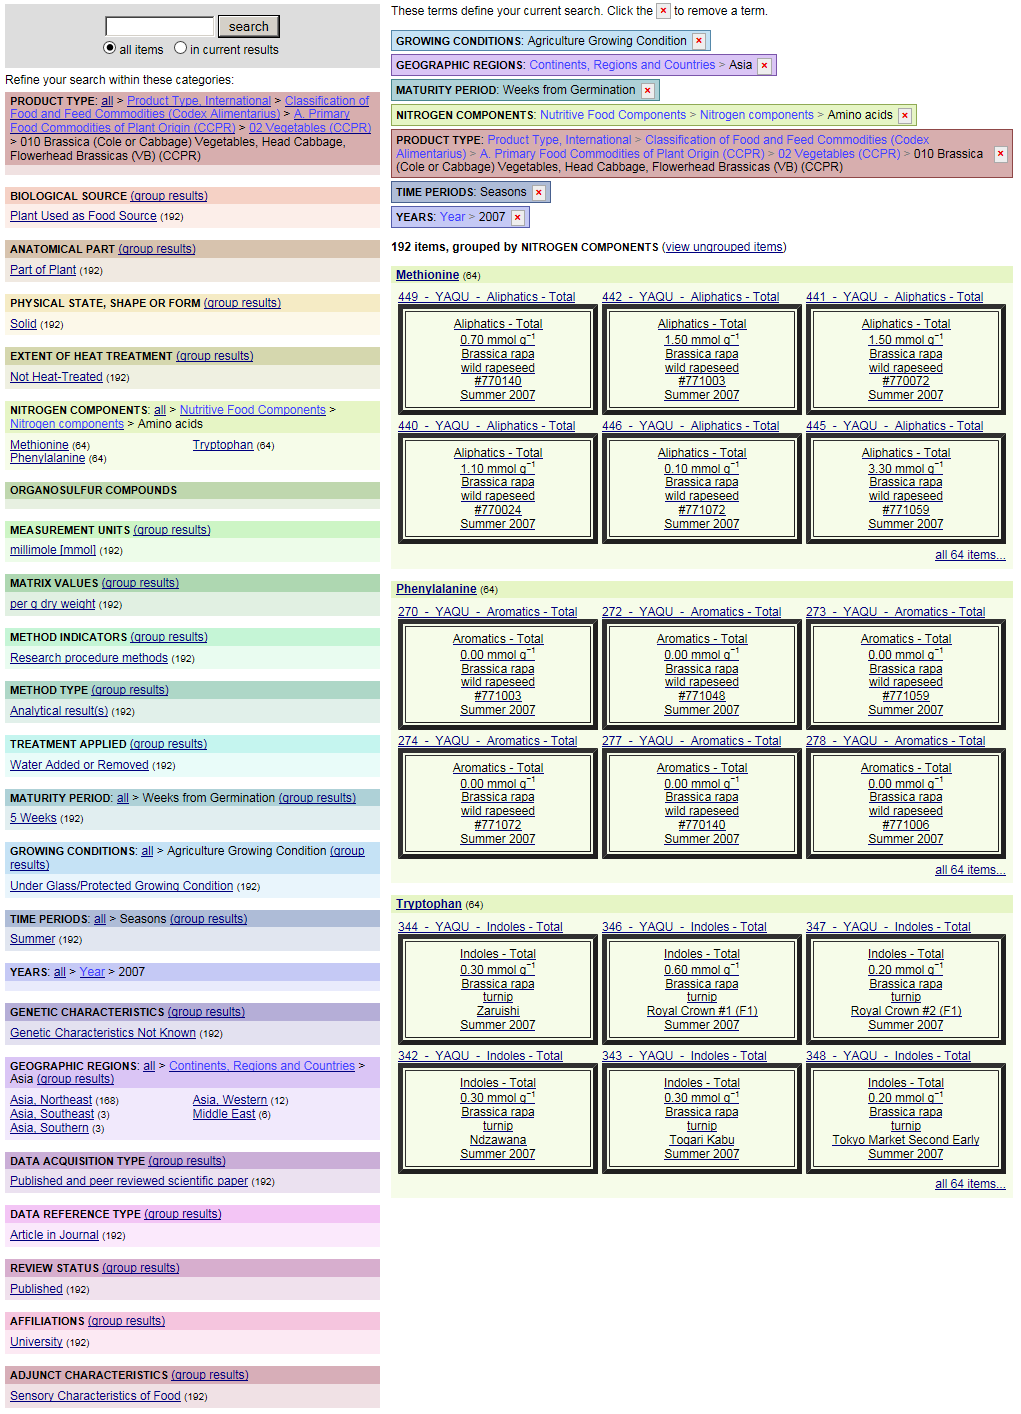 search
all items in current results
Refine your search within these categories:
PRODUCT TYPE: all > Product Type, International > Classification of
Food and Feed Commodities (Codex Alimentarius) > A. Primary
Food Commodities of Plant Origin (CCPR) > 02 Vegetables (CCPR)
> 010 Brassica (Cole or Cabbage) Vegetables, Head Cabbage,
Flowerhead Brassicas (VB) (CCPR)
BIOLOGICAL SOURCE (group results)
Plant Used as Food Source (192)
ANATOMICAL PART (group results)
Part of Plant (192)
PHYSICAL STATE, SHAPE OR FORM (group results)
Solid (192)
EXTENT OF HEAT TREATMENT (group results)
Not Heat-Treated (192)
NITROGEN COMPONENTS: all > Nutritive Food Components >
Nitrogen components > Amino acids
Methionine (64) Tryptophan (64)
Phenylalanine (64)
ORGANOSULFUR COMPOUNDS
MEASUREMENT UNITS (group results)
millimole [mmol] (192)
MATRIX VALUES (group results)
per g dry weight (192)
METHOD INDICATORS (group results)
Research procedure methods (192)
METHOD TYPE (group results)
Analytical result(s) (192)
TREATMENT APPLIED (group results)
Water Added or Removed (192)
MATURITY PERIOD: all > Weeks from Germination (group results)
5 Weeks (192)
GROWING CONDITIONS: all > Agriculture Growing Condition (group
results)
Under Glass/Protected Growing Condition (192)
TIME PERIODS: all > Seasons (group results)
Summer (192)
YEARS: all > Year > 2007
GENETIC CHARACTERISTICS (group results)
Genetic Characteristics Not Known (192)
GEOGRAPHIC REGIONS: all > Continents, Regions and Countries >
Asia (group results)
Asia, Northeast (168) Asia, Western (12)
Asia, Southeast (3) Middle East (6)
Asia, Southern (3)
DATA ACQUISITION TYPE (group results)
Published and peer reviewed scientific paper (192)
DATA REFERENCE TYPE (group results)
Article in Journal (192)
REVIEW STATUS (group results)
Published (192)
AFFILIATIONS (group results)
University (192)
ADJUNCT CHARACTERISTICS (group results)
Sensory Characteristics of Food (192)
These terms define your current search. Click the × to remove a term.
GROWING CONDITIONS: Agriculture Growing Condition ×
GEOGRAPHIC REGIONS: Continents, Regions and Countries > Asia ×
MATURITY PERIOD: Weeks from Germination ×
NITROGEN COMPONENTS: Nutritive Food Components > Nitrogen components > Amino acids ×
PRODUCT TYPE: Product Type, International > Classification of Food and Feed Commodities (Codex
Alimentarius) > A. Primary Food Commodities of Plant Origin (CCPR) > 02 Vegetables (CCPR) > 010 Brassica ×
(Cole or Cabbage) Vegetables, Head Cabbage, Flowerhead Brassicas (VB) (CCPR)
TIME PERIODS: Seasons ×
YEARS: Year > 2007 ×
192 items, grouped by NITROGEN COMPONENTS (view ungrouped items)
Methionine (64)
449 - YAQU - Aliphatics - Total 442 - YAQU - Aliphatics - Total 441 - YAQU - Aliphatics - Total
Aliphatics - Total Aliphatics - Total Aliphatics - Total
0.70 mmol g⁻¹ 1.50 mmol g⁻¹ 1.50 mmol g⁻¹
Brassica rapa Brassica rapa Brassica rapa
wild rapeseed wild rapeseed wild rapeseed
#770140 #771003 #770072
Summer 2007 Summer 2007 Summer 2007
440 - YAQU - Aliphatics - Total 446 - YAQU - Aliphatics - Total 445 - YAQU - Aliphatics - Total
Aliphatics - Total Aliphatics - Total Aliphatics - Total
1.10 mmol g⁻¹ 0.10 mmol g⁻¹ 3.30 mmol g⁻¹
Brassica rapa Brassica rapa Brassica rapa
wild rapeseed wild rapeseed wild rapeseed
#770024 #771072 #771059
Summer 2007 Summer 2007 Summer 2007
all 64 items...
Phenylalanine (64)
270 - YAQU - Aromatics - Total 272 - YAQU - Aromatics - Total 273 - YAQU - Aromatics - Total
Aromatics - Total Aromatics - Total Aromatics - Total
0.00 mmol g⁻¹ 0.00 mmol g⁻¹ 0.00 mmol g⁻¹
Brassica rapa Brassica rapa Brassica rapa
wild rapeseed wild rapeseed wild rapeseed
#771003 #771048 #771059
Summer 2007 Summer 2007 Summer 2007
274 - YAQU - Aromatics - Total 277 - YAQU - Aromatics - Total 278 - YAQU - Aromatics - Total
Aromatics - Total Aromatics - Total Aromatics - Total
0.00 mmol g⁻¹ 0.00 mmol g⁻¹ 0.00 mmol g⁻¹
Brassica rapa Brassica rapa Brassica rapa
wild rapeseed wild rapeseed wild rapeseed
#771072 #770140 #771006
Summer 2007 Summer 2007 Summer 2007
all 64 items...
Tryptophan (64)
344 - YAQU - Indoles - Total 346 - YAQU - Indoles - Total 347 - YAQU - Indoles - Total
Indoles - Total Indoles - Total Indoles - Total
0.30 mmol g⁻¹ 0.60 mmol g⁻¹ 0.20 mmol g⁻¹
Brassica rapa Brassica rapa Brassica rapa
turnip turnip turnip
Zaruishi Royal Crown #1 (F1) Royal Crown #2 (F1)
Summer 2007 Summer 2007 Summer 2007
342 - YAQU - Indoles - Total 343 - YAQU - Indoles - Total 348 - YAQU - Indoles - Total
Indoles - Total Indoles - Total Indoles - Total
0.30 mmol g⁻¹ 0.30 mmol g⁻¹ 0.20 mmol g⁻¹
Brassica rapa Brassica rapa Brassica rapa
turnip turnip turnip
Ndzawana Togari Kabu Tokyo Market Second Early
Summer 2007 Summer 2007 Summer 2007
all 64 items...